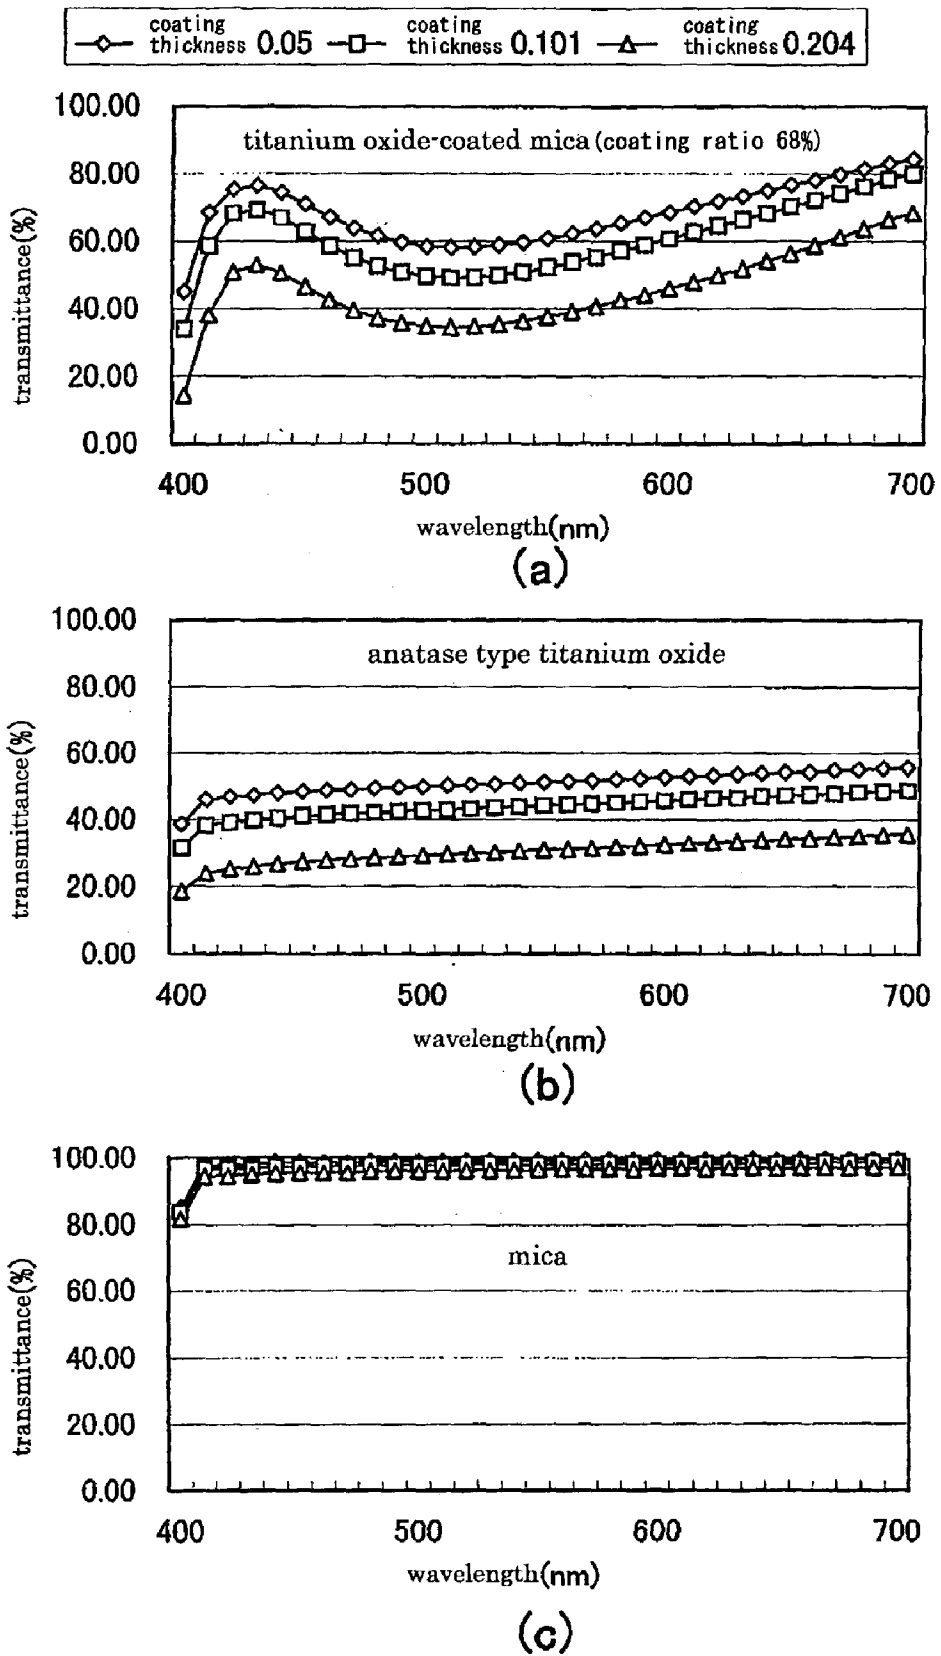 coating thickness 0.05 coating thickness 0.101 coating thickness 0.204
titanium oxide-coated mica (coating ratio 68%)
transmittance(%)
100.00
80.00
60.00
40.00
20.00
0.00
400 500 600 700
wavelength(nm)
(a)
anatase type titanium oxide
transmittance(%)
100.00
80.00
60.00
40.00
20.00
0.00
400 500 600 700
wavelength(nm)
(b)
mica
transmittance(%)
100.00
80.00
60.00
40.00
20.00
0.00
400 500 600 700
wavelength(nm)
(c)